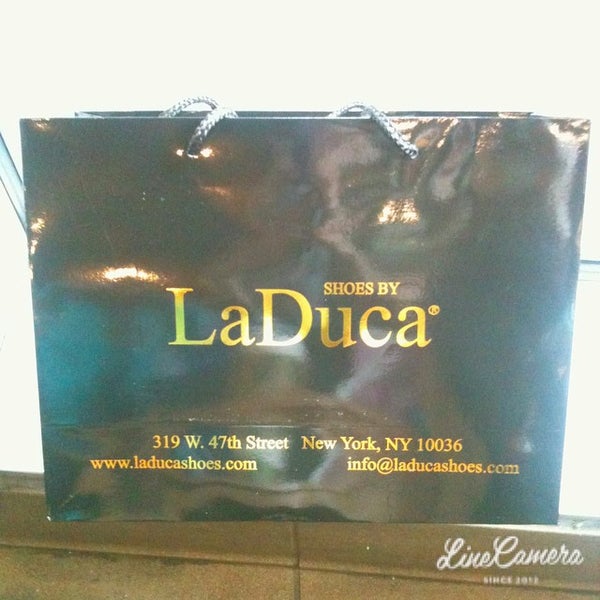 SHOES BY
LaDuca®
319 W. 47th Street New York, NY 10036
www.laducashoes.com info@laducashoes.com
LineCamera
SINCE 2012